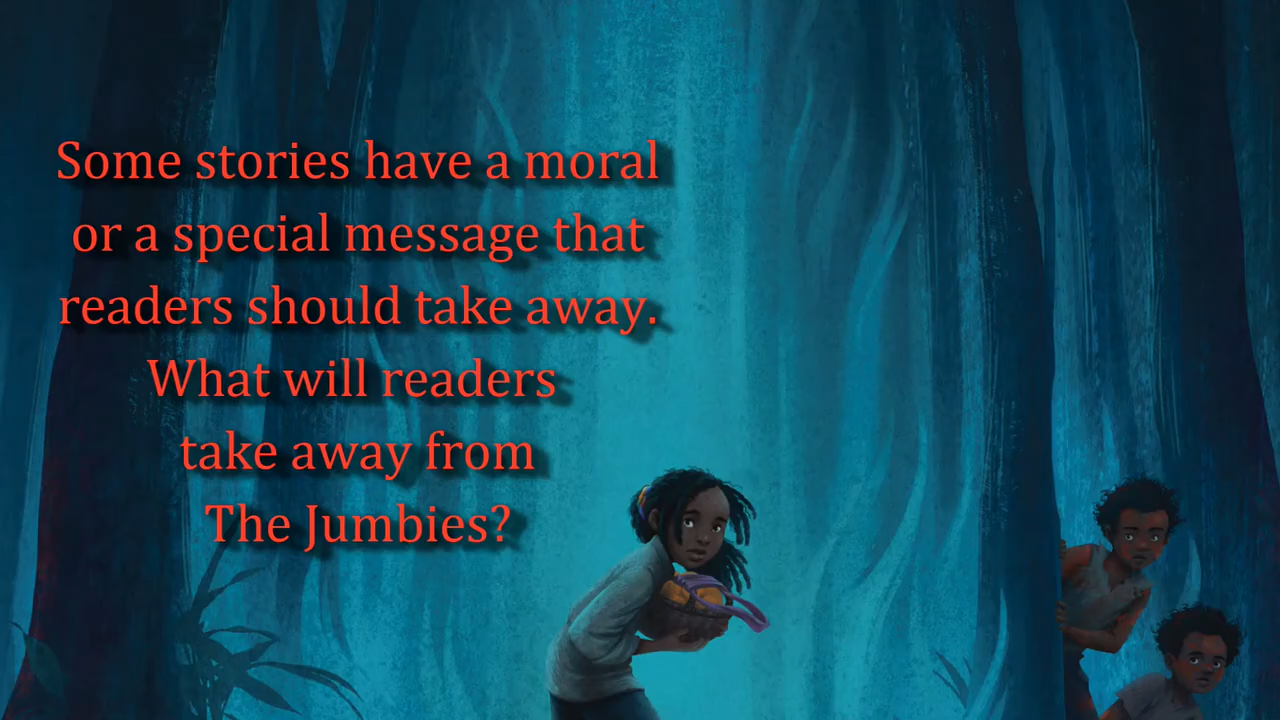 Some stories have a moral
or a special message that
readers should take away.
What will readers
take away from
The Jumbies?